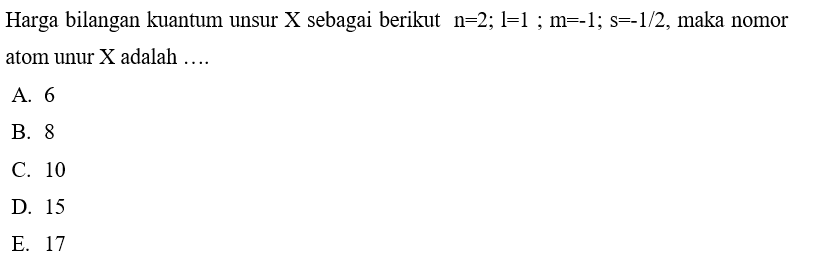 Harga bilangan kuantum unsur X sebagai berikut n=2; l=1 ; m=-1; s=-1/2, maka nomor
atom unur X adalah ….
A. 6
B. 8
C. 10
D. 15
E. 17